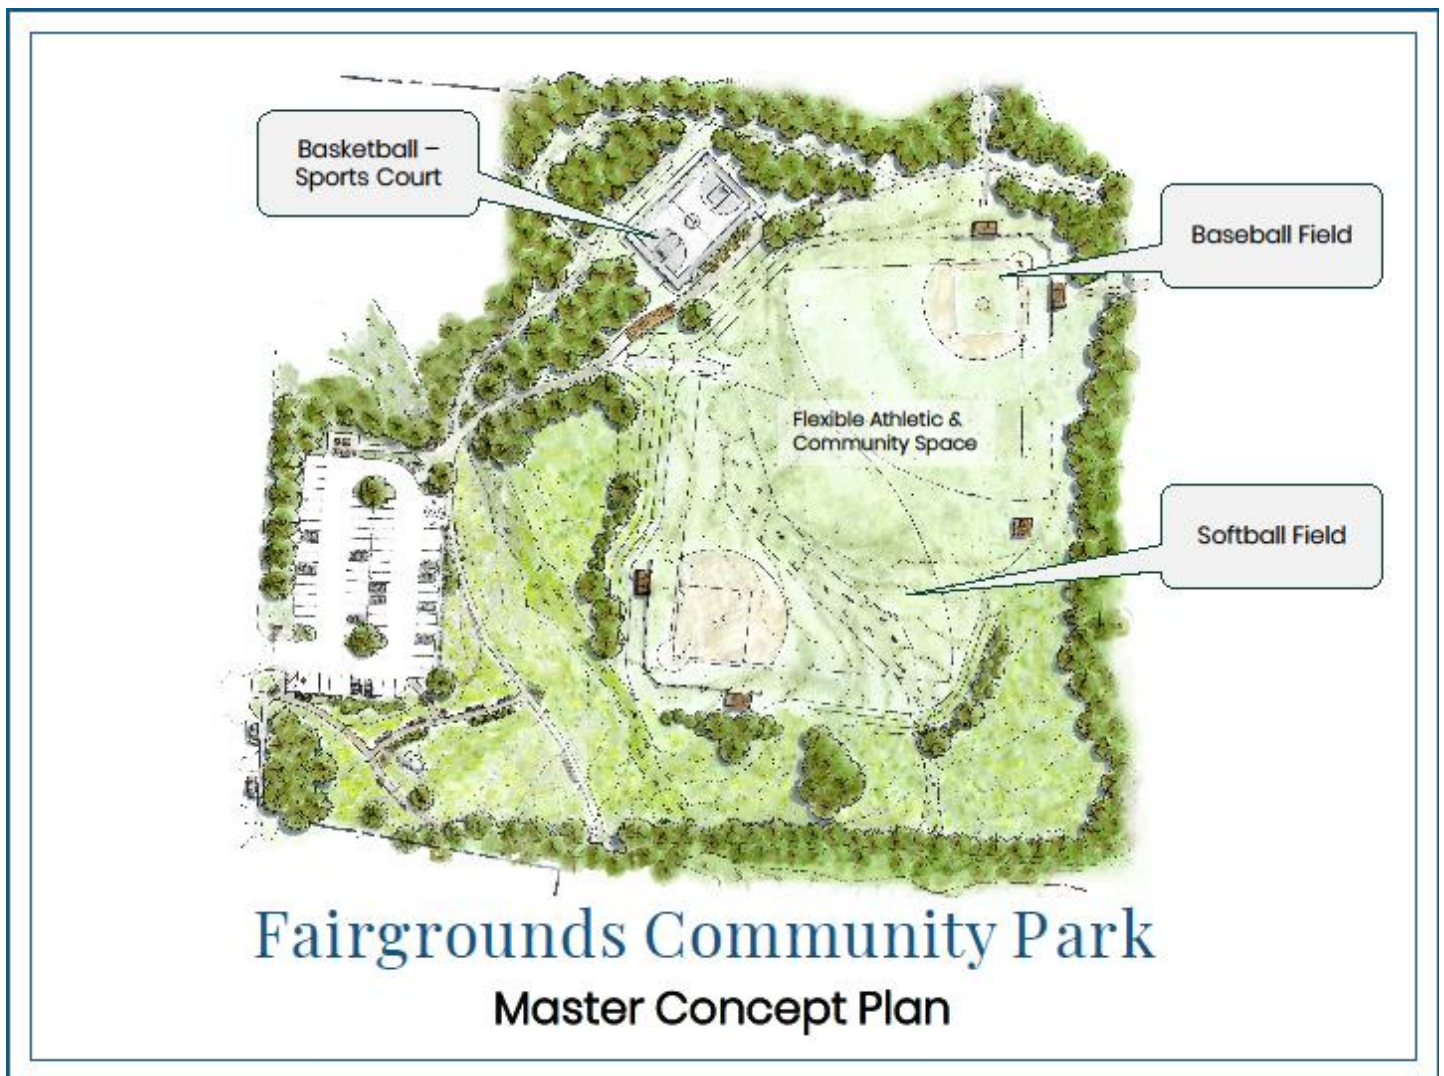 Basketball –
Sports Court
Baseball Field
Flexible Athletic &
Community Space
Softball Field
Fairgrounds Community Park
Master Concept Plan